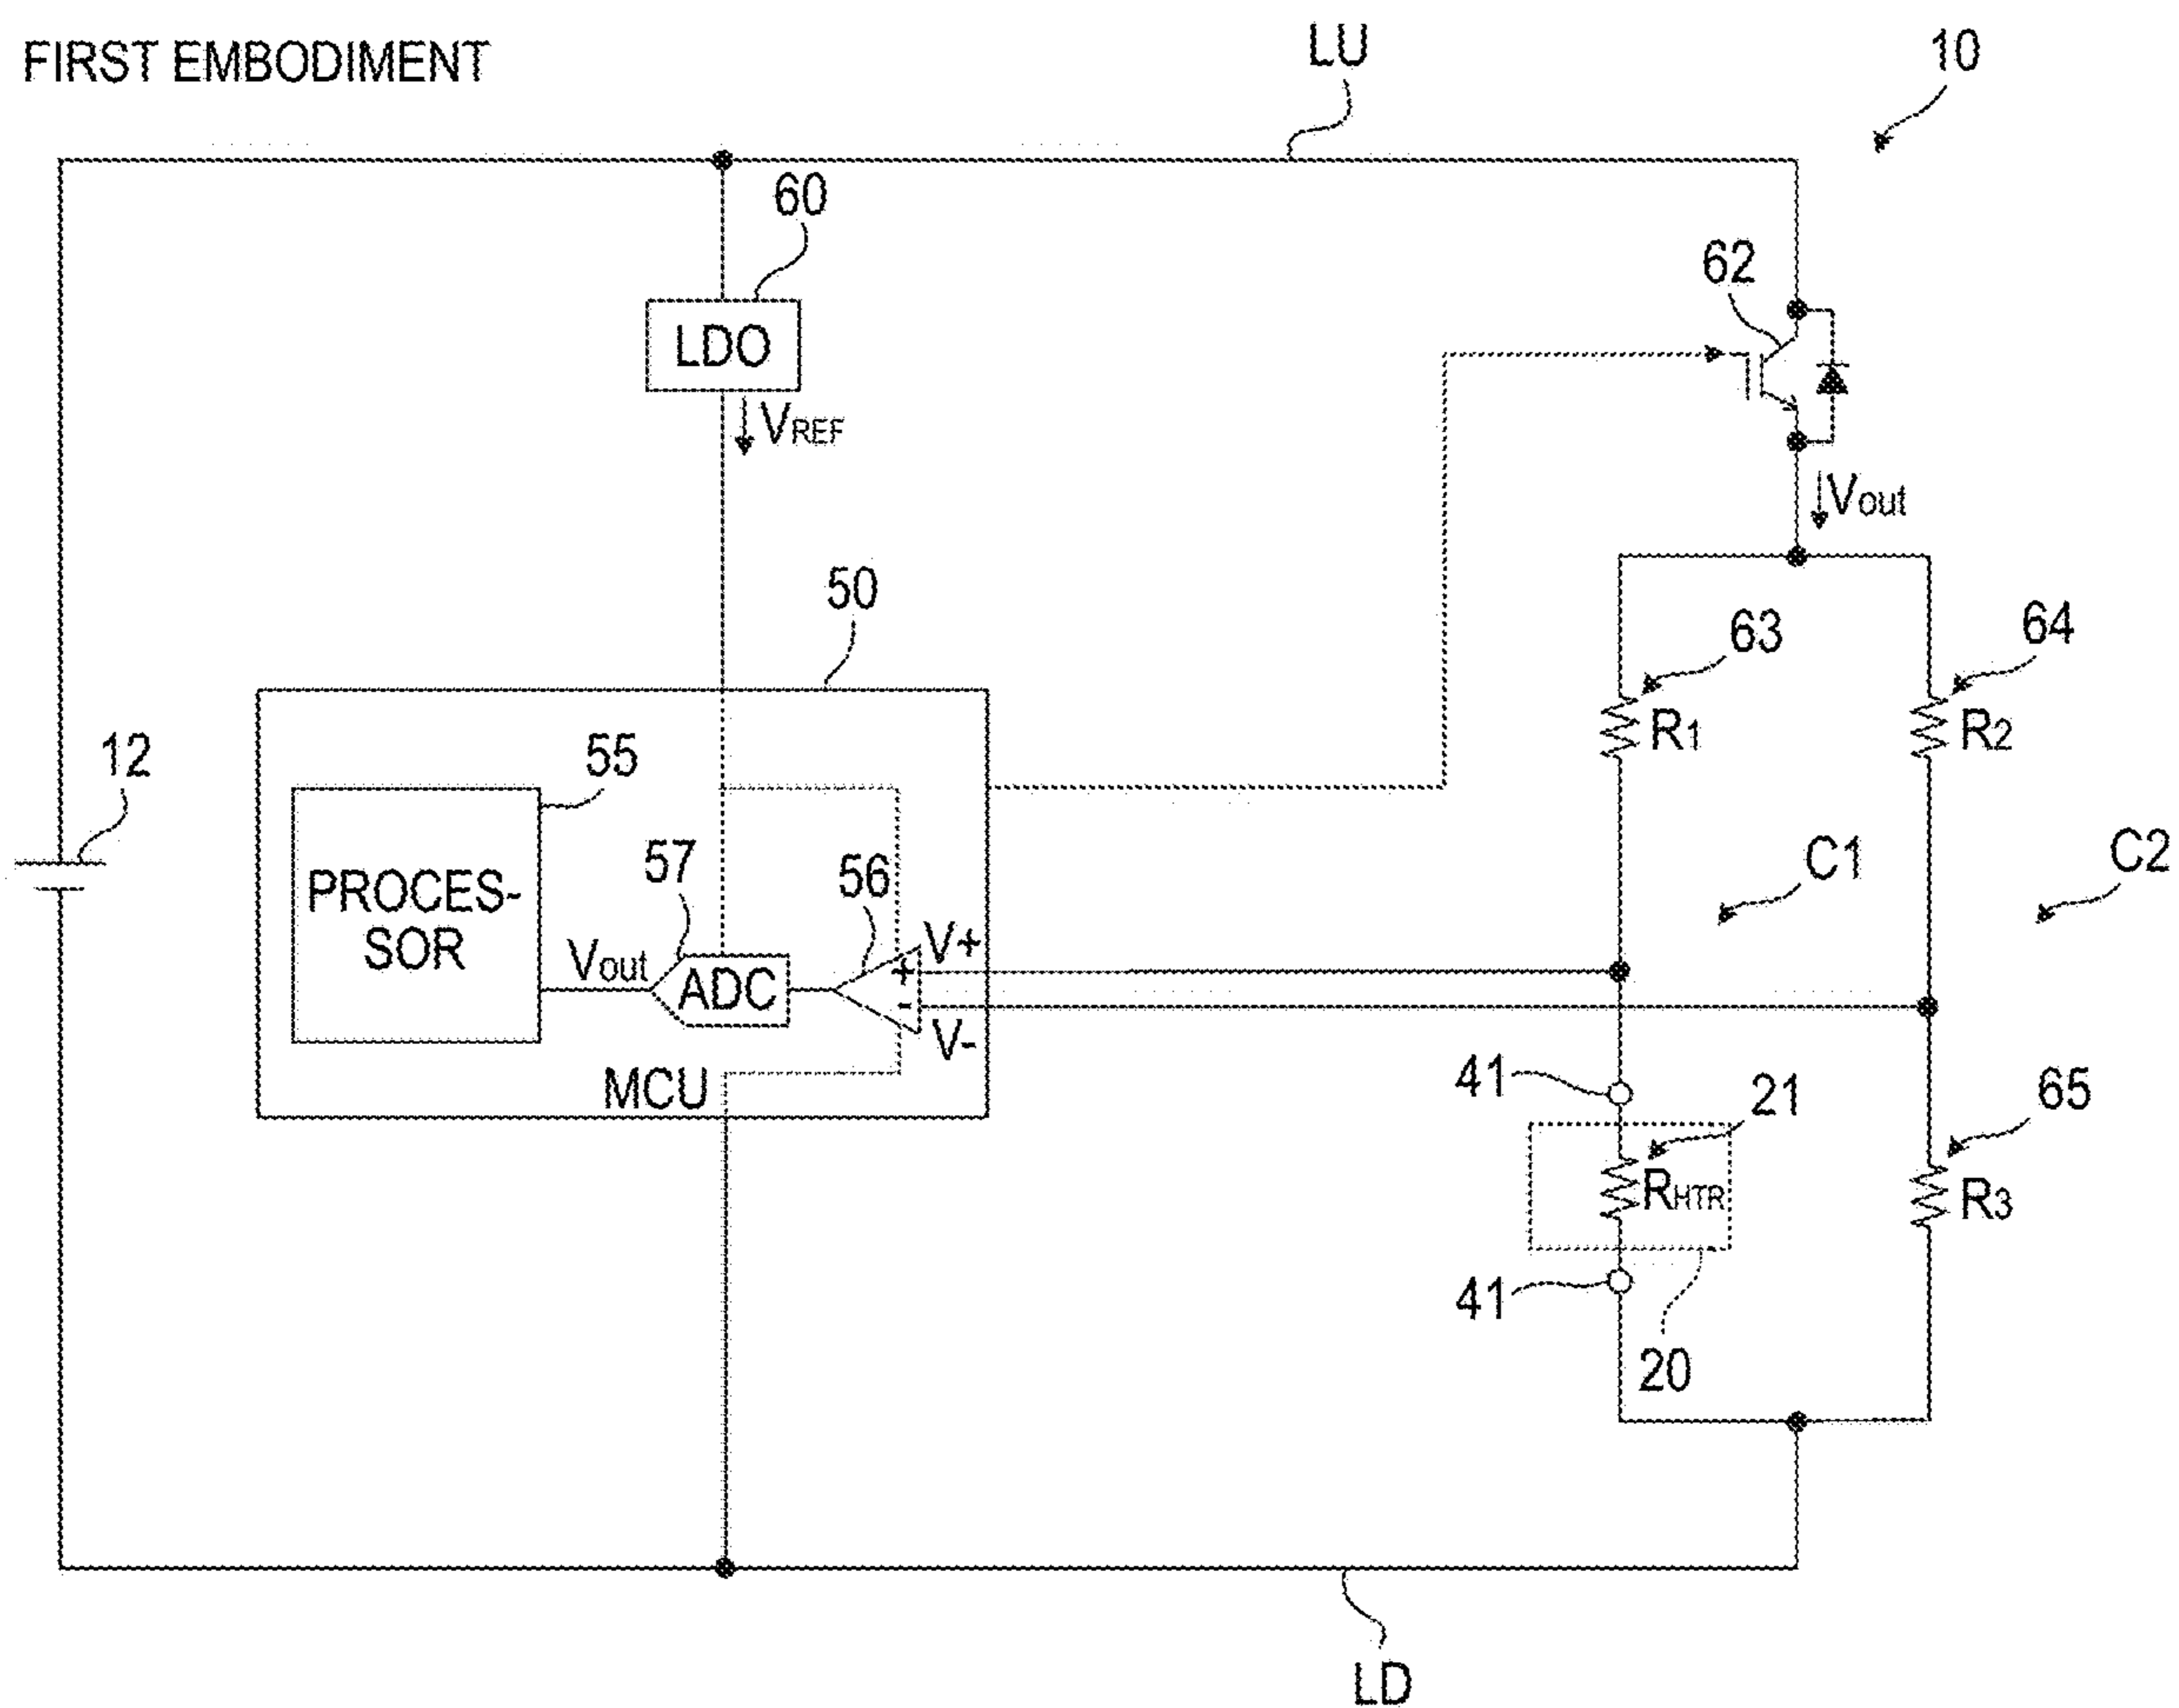 FIRST EMBODIMENT
LU
10
60
LDO
VREF
62
Vout
50
63
64
R1
R2
12
55
PROCES-
SOR
57
56
C1
C2
Vout
ADC
V+
+
-
V-
MCU
41
21
65
RHTR
R3
41
20
LD